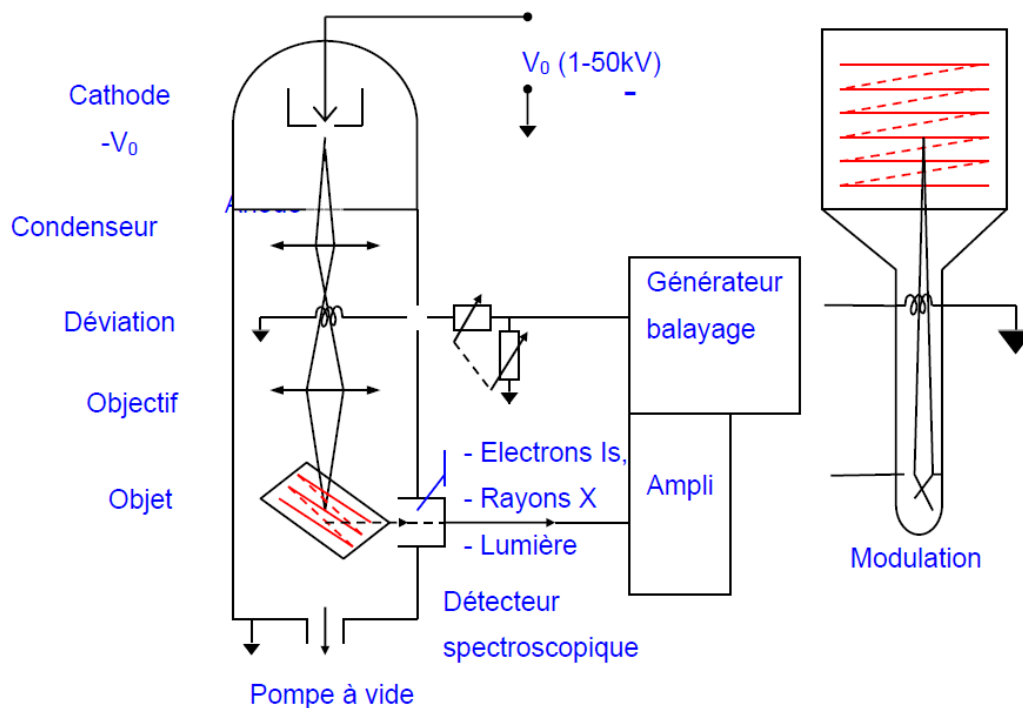 V₀ (1-50kV)
-
Cathode
-V₀
Condenseur
Déviation
Objectif
Objet
Générateur
balayage
- Electrons Is,
- Rayons X
- Lumière
Ampli
Modulation
Détecteur
spectroscopique
Pompe à vide